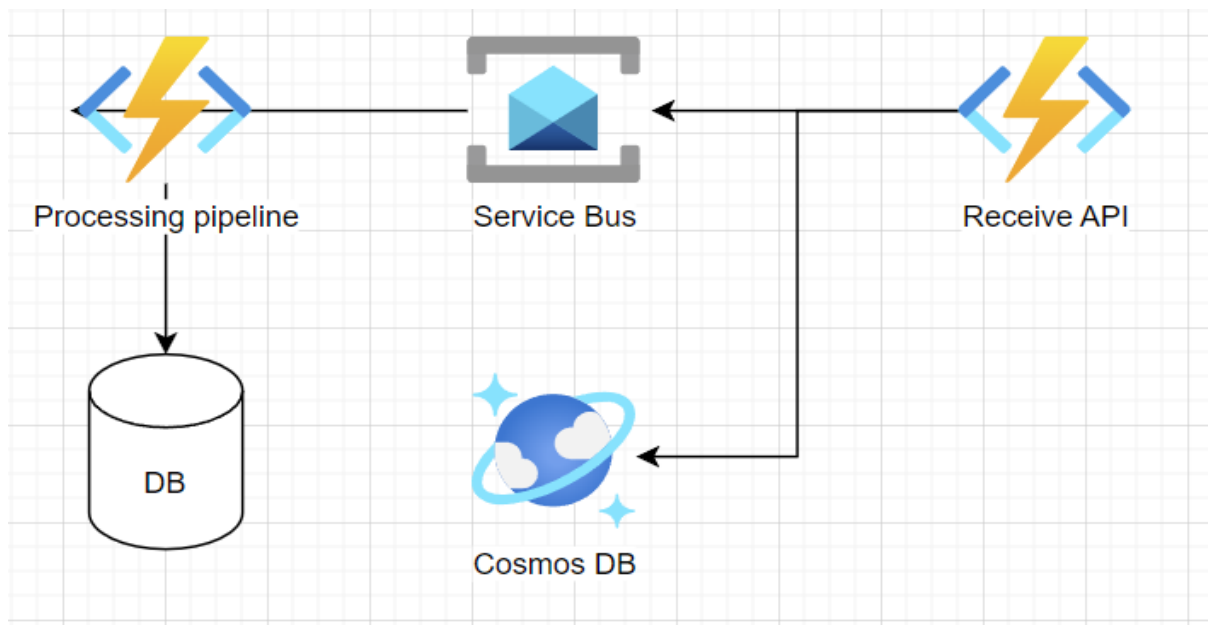 Processing pipeline
Service Bus
Receive API
DB
Cosmos DB